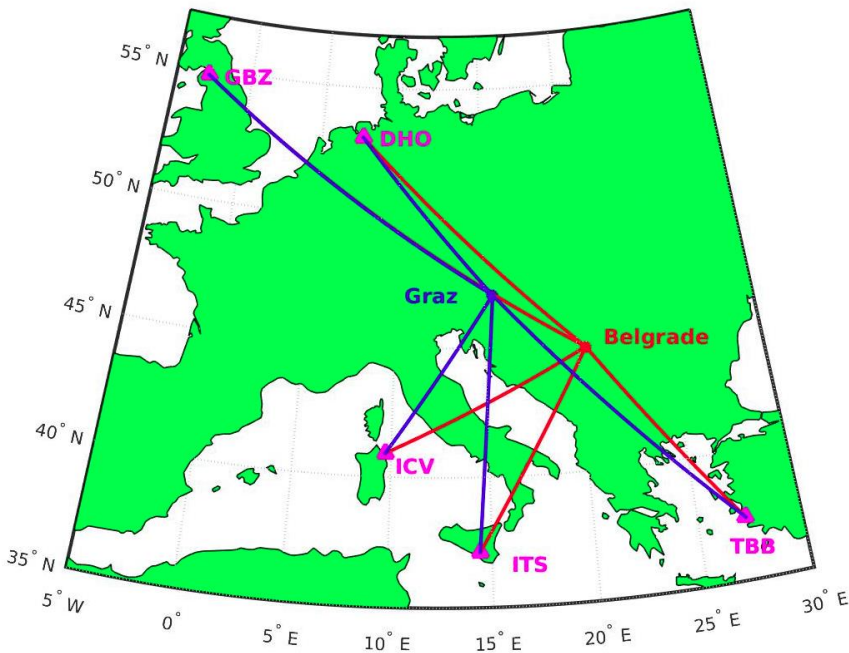 55° N
GBZ
DHO
50° N
Graz
45° N
Belgrade
40° N
ICV
TBB
35° N
ITS
5° W
0°
5° E
10° E
15° E
20° E
25° E
30° E